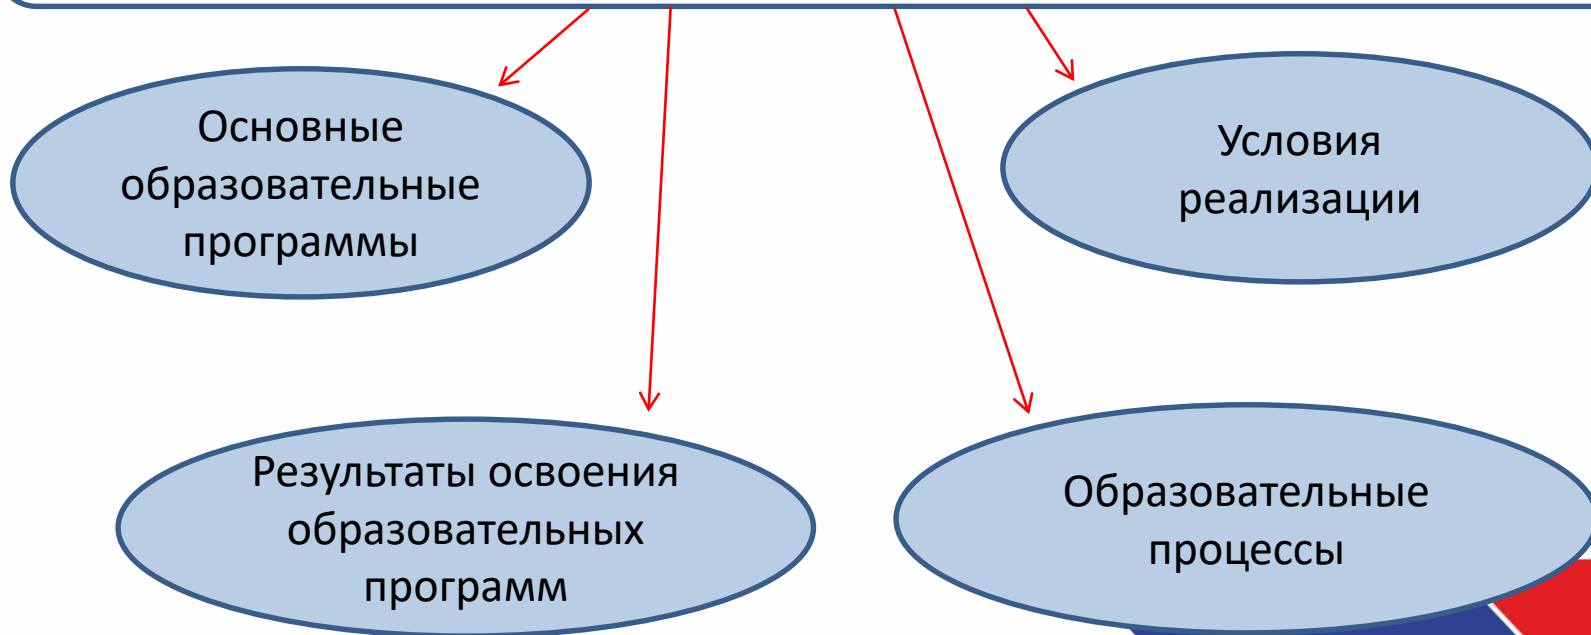 Основные
образовательные
программы
Условия
реализации
Результаты освоения
образовательных
программ
Образовательные
процессы